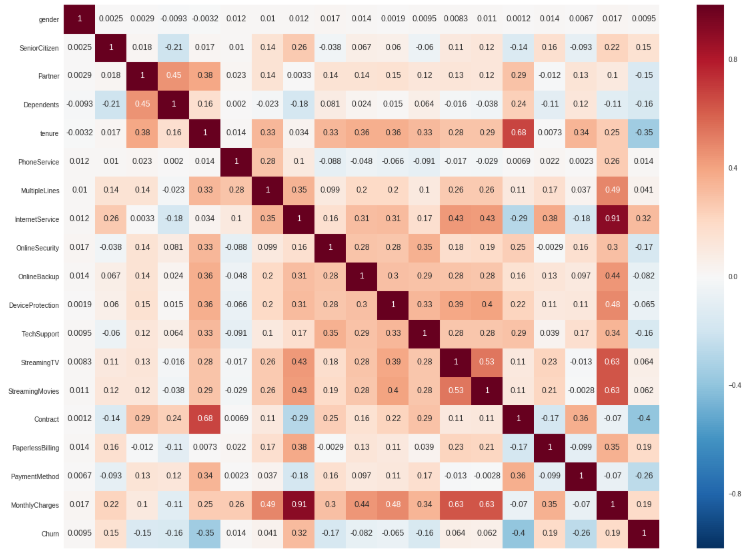 gender 1 0.0025 0.0029 -0.0093 -0.0032 0.012 0.01 0.012 0.017 0.014 0.0019 0.0095 0.0083 0.011 0.0012 0.014 0.0067 0.017 0.0095
SeniorCitizen 0.0025 1 0.018 -0.21 0.017 0.01 0.14 0.26 -0.038 0.067 0.06 -0.06 0.11 0.12 -0.14 0.16 -0.093 0.22 0.15
0.8
Partner 0.0029 0.018 1 0.45 0.38 0.023 0.14 0.0033 0.14 0.14 0.15 0.12 0.13 0.12 0.29 -0.012 0.13 0.1 -0.15
Dependents -0.0093 -0.21 0.45 1 0.16 0.002 -0.023 -0.18 0.081 0.024 0.015 0.064 -0.016 -0.038 0.24 -0.11 0.12 -0.11 -0.16
tenure -0.0032 0.017 0.38 0.16 1 0.014 0.33 0.034 0.33 0.36 0.36 0.33 0.28 0.29 0.68 0.0073 0.34 0.25 -0.35
PhoneService 0.012 0.01 0.023 0.002 0.014 1 0.28 0.1 -0.088 -0.048 -0.066 -0.091 -0.017 -0.029 0.0069 0.022 0.0023 0.26 0.014
0.4
MultipleLines 0.01 0.14 0.14 -0.023 0.33 0.28 1 0.35 0.099 0.2 0.2 0.1 0.26 0.26 0.11 0.17 0.037 0.49 0.041
InternetService 0.012 0.26 0.0033 -0.18 0.034 0.1 0.35 1 0.16 0.31 0.31 0.17 0.43 0.43 -0.29 0.38 -0.18 0.91 0.32
OnlineSecurity 0.017 -0.038 0.14 0.081 0.33 -0.088 0.099 0.16 1 0.28 0.28 0.35 0.18 0.19 0.25 -0.0029 0.16 0.3 -0.17
OnlineBackup 0.014 0.067 0.14 0.024 0.36 -0.048 0.2 0.31 0.28 1 0.3 0.29 0.28 0.28 0.16 0.13 0.097 0.44 -0.082
0.0
DeviceProtection 0.0019 0.06 0.15 0.015 0.36 -0.066 0.2 0.31 0.28 0.3 1 0.33 0.39 0.4 0.22 0.11 0.11 0.48 -0.065
TechSupport 0.0095 -0.06 0.12 0.064 0.33 -0.091 0.1 0.17 0.35 0.29 0.33 1 0.28 0.28 0.29 0.039 0.17 0.34 -0.16
StreamingTV 0.0083 0.11 0.13 -0.016 0.28 -0.017 0.26 0.43 0.18 0.28 0.39 0.28 1 0.53 0.11 0.23 -0.013 0.63 0.064
StreamingMovies 0.011 0.12 0.12 -0.038 0.29 -0.029 0.26 0.43 0.19 0.28 0.4 0.28 0.53 1 0.11 0.21 -0.0028 0.63 0.062
-0.4
Contract 0.0012 -0.14 0.29 0.24 0.68 0.0069 0.11 -0.29 0.25 0.16 0.22 0.29 0.11 0.11 1 -0.17 0.36 -0.07 -0.4
PaperlessBilling 0.014 0.16 -0.012 -0.11 0.0073 0.022 0.17 0.38 -0.0029 0.13 0.11 0.039 0.23 0.21 -0.17 1 -0.099 0.35 0.19
PaymentMethod 0.0067 -0.093 0.13 0.12 0.34 0.0023 0.037 -0.18 0.16 0.097 0.11 0.17 -0.013 -0.0028 0.36 -0.099 1 -0.07 -0.26
MonthlyCharges 0.017 0.22 0.1 -0.11 0.25 0.26 0.49 0.91 0.3 0.44 0.48 0.34 0.63 0.63 -0.07 0.35 -0.07 1 0.19
-0.8
Churn 0.0095 0.15 -0.15 -0.16 -0.35 0.014 0.041 0.32 -0.17 -0.082 -0.065 -0.16 0.064 0.062 -0.4 0.19 -0.26 0.19 1